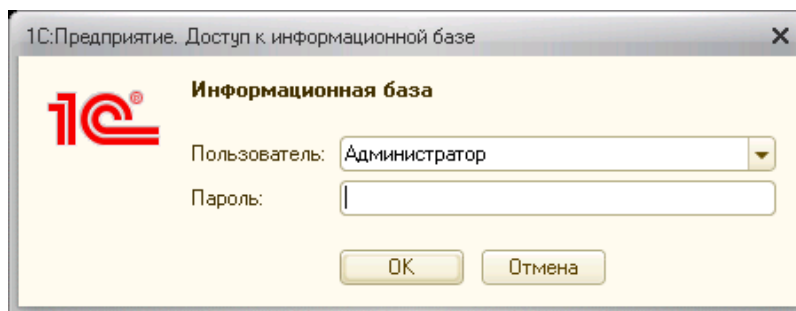 1С:Предприятие. Доступ к информационной базе
1С®
Информационная база
Пользователь: Администратор
Пароль:
OK Отмена